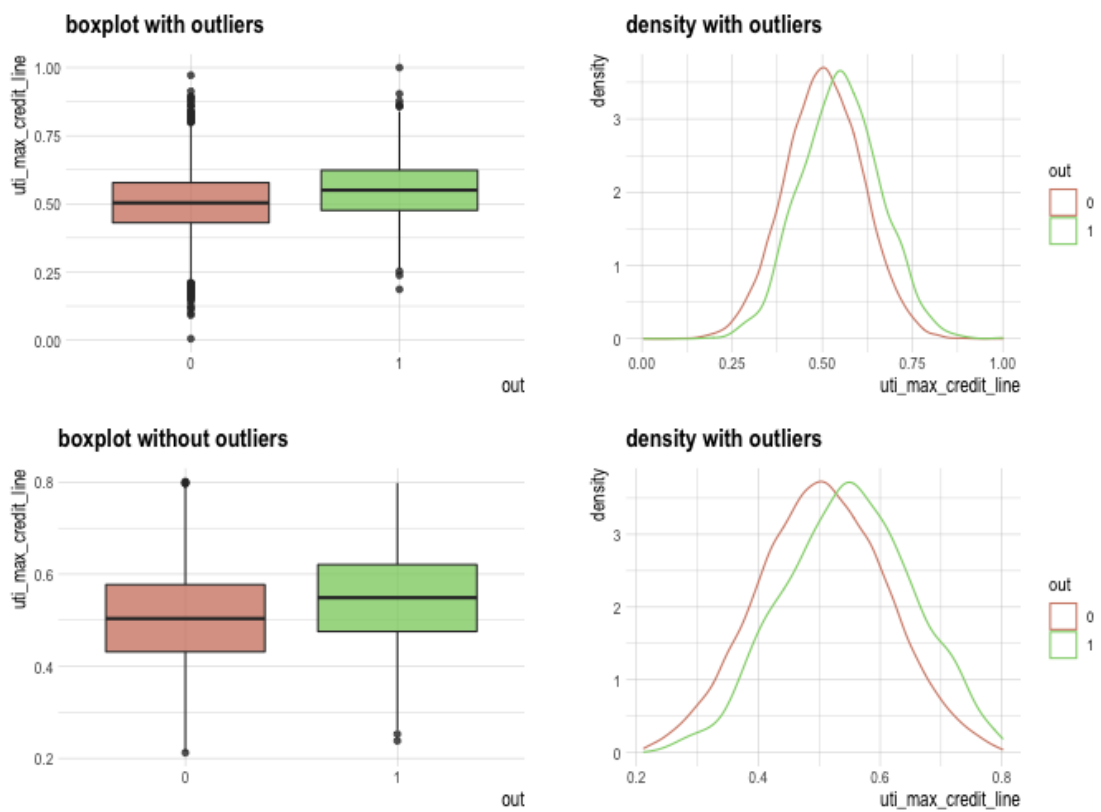 boxplot with outliers
uti_max_credit_line
1.00
0.75
0.50
0.25
0.00
0 1
out
density with outliers
density
3
2
1
0
0.00 0.25 0.50 0.75 1.00
uti_max_credit_line
out
0
1
boxplot without outliers
uti_max_credit_line
0.8
0.6
0.4
0.2
0 1
out
density with outliers
density
3
2
1
0
0.2 0.4 0.6 0.8
uti_max_credit_line
out
0
1